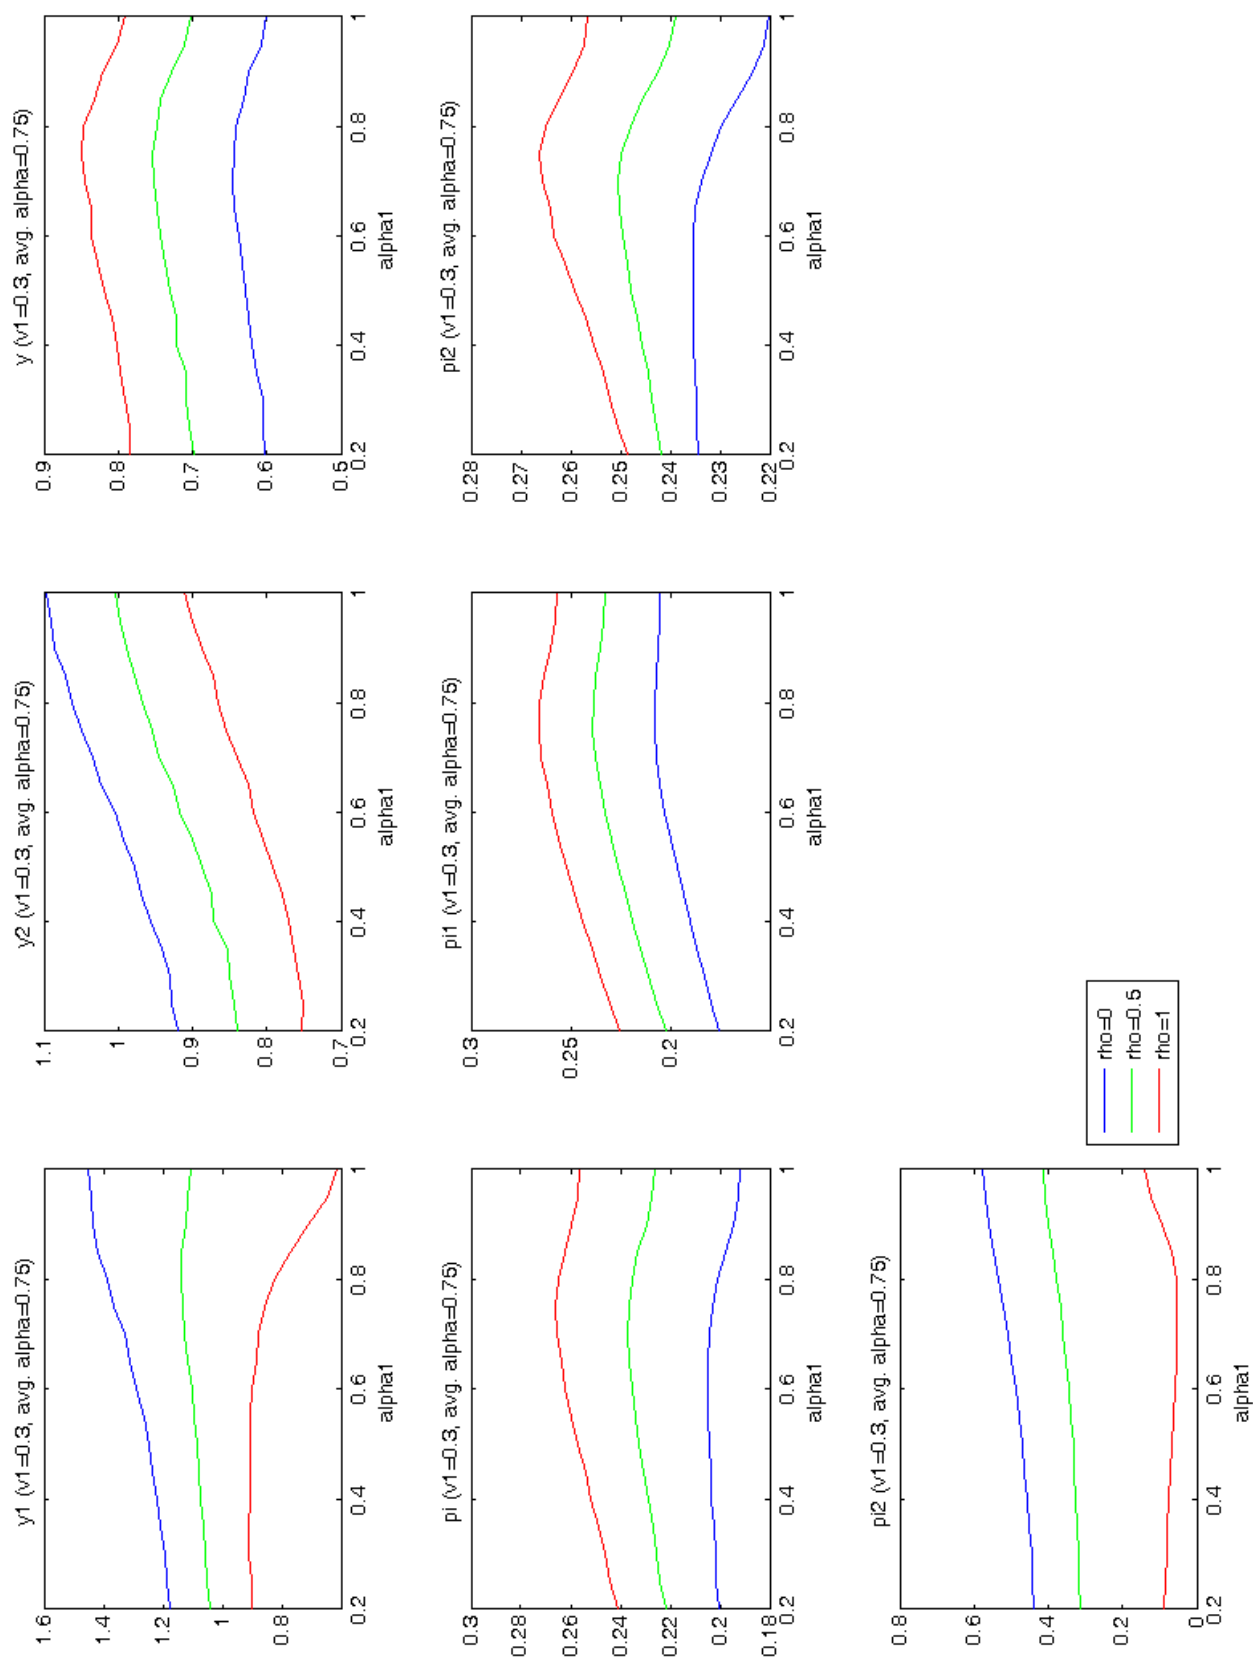 y1 (v1=0.3, avg. alpha=0.75)
1.6
1.4
1.2
1
0.8
0.2 0.4 0.6 0.8 1
alpha1
y2 (v1=0.3, avg. alpha=0.75)
1.1
1
0.9
0.8
0.7
0.2 0.4 0.6 0.8 1
alpha1
y (v1=0.3, avg. alpha=0.75)
0.9
0.8
0.7
0.6
0.5
0.2 0.4 0.6 0.8 1
alpha1
pi (v1=0.3, avg. alpha=0.75)
0.3
0.28
0.26
0.24
0.22
0.2
0.18
0.2 0.4 0.6 0.8 1
alpha1
pi1 (v1=0.3, avg. alpha=0.75)
0.3
0.25
0.2
0.2 0.4 0.6 0.8 1
alpha1
pi2 (v1=0.3, avg. alpha=0.75)
0.28
0.27
0.26
0.25
0.24
0.23
0.22
0.2 0.4 0.6 0.8 1
alpha1
pi2 (v1=0.3, avg. alpha=0.75)
0.8
0.6
0.4
0.2
0
0.2 0.4 0.6 0.8 1
alpha1
rho=0
rho=0.5
rho=1